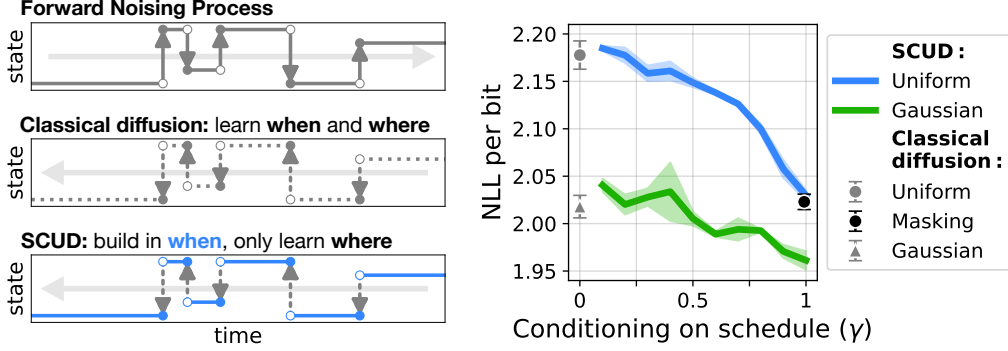 Forward Noising Process
state
Classical diffusion: learn when and where
state
SCUD: build in when, only learn where
state
time
NLL per bit
2.20
2.15
2.10
2.05
2.00
1.95
0
0.5
1
Conditioning on schedule (γ)
SCUD:
Uniform
Gaussian
Classical
diffusion:
Uniform
Masking
Gaussian